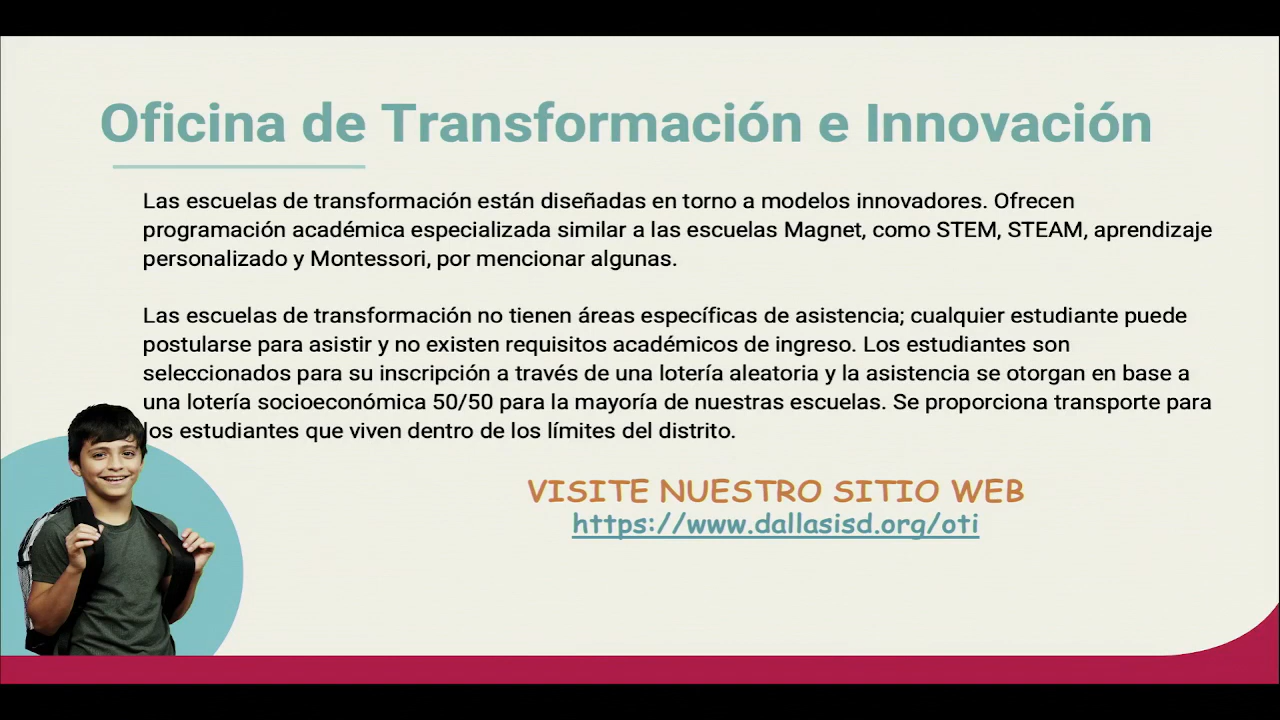 Oficina de Transformación e Innovación
Las escuelas de transformación están diseñadas en torno a modelos innovadores. Ofrecen
programación académica especializada similar a las escuelas Magnet, como STEM, STEAM, aprendizaje
personalizado y Montessori, por mencionar algunas.
Las escuelas de transformación no tienen áreas específicas de asistencia; cualquier estudiante puede
postularse para asistir y no existen requisitos académicos de ingreso. Los estudiantes son
seleccionados para su inscripción a través de una lotería aleatoria y la asistencia se otorgan en base a
una lotería socioeconómica 50/50 para la mayoría de nuestras escuelas. Se proporciona transporte para
los estudiantes que viven dentro de los límites del distrito.
VISITE NUESTRO SITIO WEB
https://www.dallasisd.org/oti